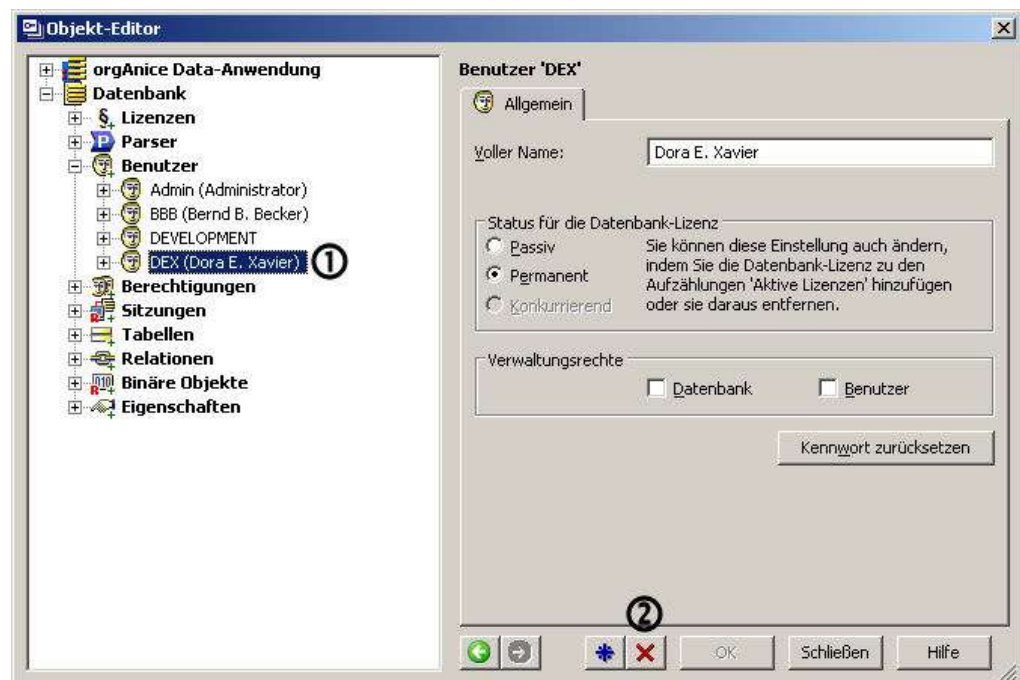 Objekt-Editor
orgAnice Data-Anwendung
Datenbank
Lizenzen
Parser
Benutzer
Admin (Administrator)
BBB (Bernd B. Becker)
DEVELOPMENT
DEX (Dora E. Xavier) ①
Berechtigungen
Sitzungen
Tabellen
Relationen
Binäre Objekte
Eigenschaften
Benutzer 'DEX'
Allgemein
Voller Name: Dora E. Xavier
Status für die Datenbank-Lizenz
Passiv
Permanent
Konkurrierend
Sie können diese Einstellung auch ändern,
indem Sie die Datenbank-Lizenz zu den
Aufzählungen 'Aktive Lizenzen' hinzufügen
oder sie daraus entfernen.
Verwaltungsrechte
Datenbank Benutzer
Kennwort zurücksetzen
②
OK Schließen Hilfe